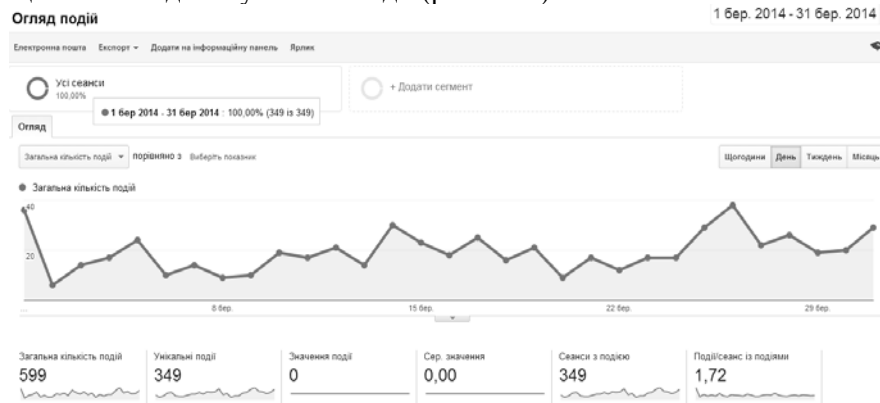 Огляд подій
1 бер. 2014 - 31 бер. 2014
Електронна пошта Експорт Додати на інформаційну панель Ярлик
Усі сеанси
100,00%
+ Додати сегмент
1 бер 2014 - 31 бер 2014 : 100,00% (349 із 349)
Огляд
Загальна кількість подій порівняно з Виберіть показник
Щогодини День Тиждень Місяць
Загальна кількість подій
40
20
... 8 бер. 15 бер. 22 бер. 29 бер.
Загальна кількість подій Унікальні події Значення події Сер. значення Сеанси з подією Події/сеанс із подіями
599 349 0 0,00 349 1,72